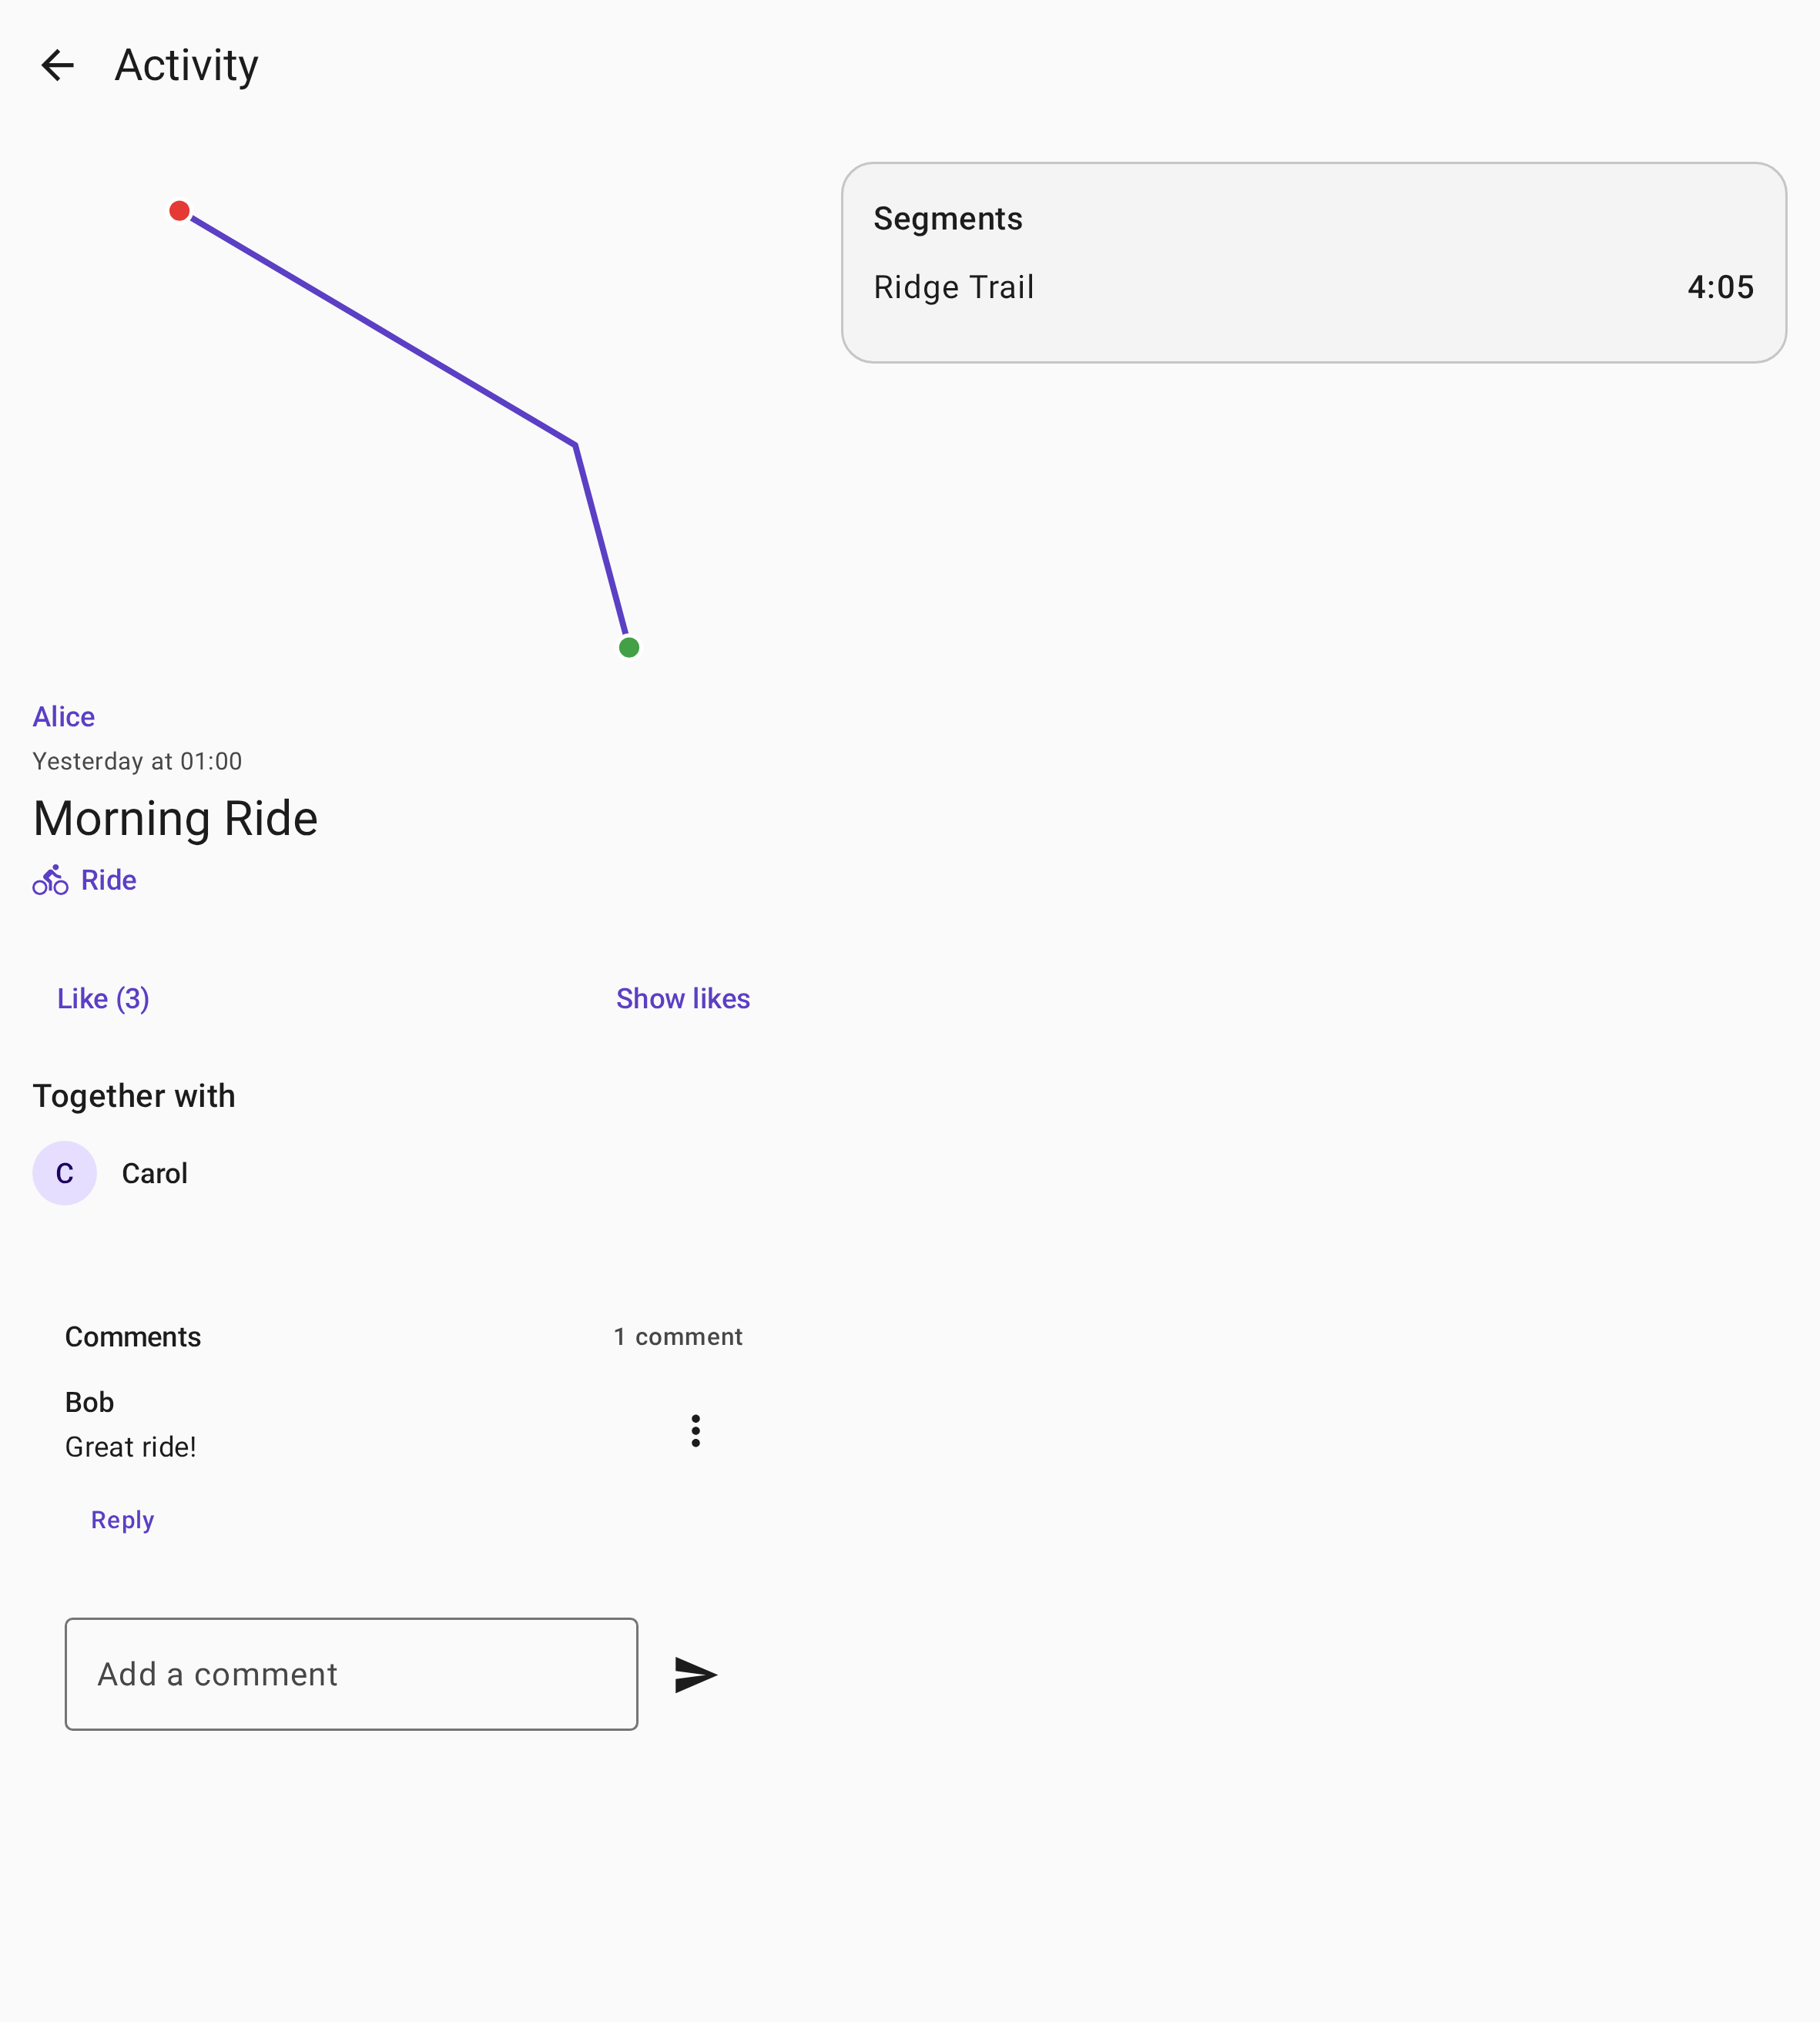 Activity
Segments
Ridge Trail 4:05
Alice
Yesterday at 01:00
Morning Ride
Ride
Like (3) Show likes
Together with
C Carol
Comments 1 comment
Bob
Great ride!
Reply
Add a comment